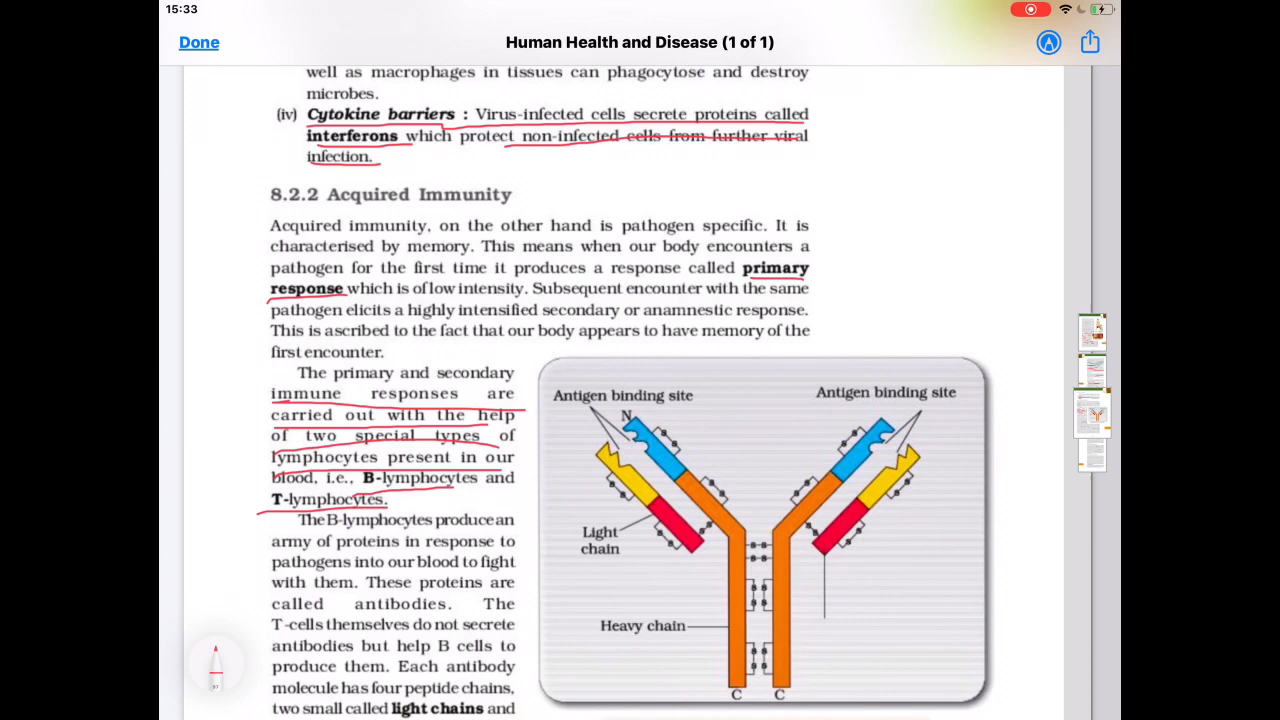 15:33
Done
Human Health and Disease (1 of 1)
well as macrophages in tissues can phagocytose and destroy
microbes.
(iv) Cytokine barriers : Virus-infected cells secrete proteins called
interferons which protect non-infected cells from further viral
infection.
8.2.2 Acquired Immunity
Acquired immunity, on the other hand is pathogen specific. It is
characterised by memory. This means when our body encounters a
pathogen for the first time it produces a response called primary
response which is of low intensity. Subsequent encounter with the same
pathogen elicits a highly intensified secondary or anamnestic response.
This is ascribed to the fact that our body appears to have memory of the
first encounter.
The primary and secondary
immune responses are
carried out with the help
of two special types of
lymphocytes present in our
blood, i.e., B-lymphocytes and
T-lymphocytes.
The B-lymphocytes produce an
army of proteins in response to
pathogens into our blood to fight
with them. These proteins are
called antibodies. The
T-cells themselves do not secrete
antibodies but help B cells to
produce them. Each antibody
molecule has four peptide chains,
two small called light chains and
Antigen binding site
Antigen binding site
N
Light
chain
Heavy chain
C
C